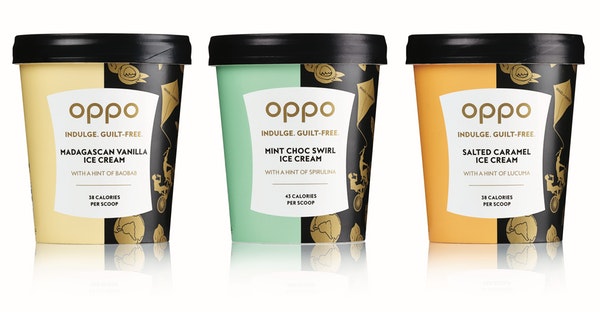 oppo
INDULGE. GUILT-FREE.
MADAGASCAN VANILLA
ICE CREAM
WITH A HINT OF BAOBAB
38 CALORIES
PER SCOOP
oppo
INDULGE. GUILT-FREE.
MINT CHOC SWIRL
ICE CREAM
WITH A HINT OF SPIRULINA
43 CALORIES
PER SCOOP
oppo
INDULGE. GUILT-FREE.
SALTED CARAMEL
ICE CREAM
WITH A HINT OF LUCUMA
38 CALORIES
PER SCOOP